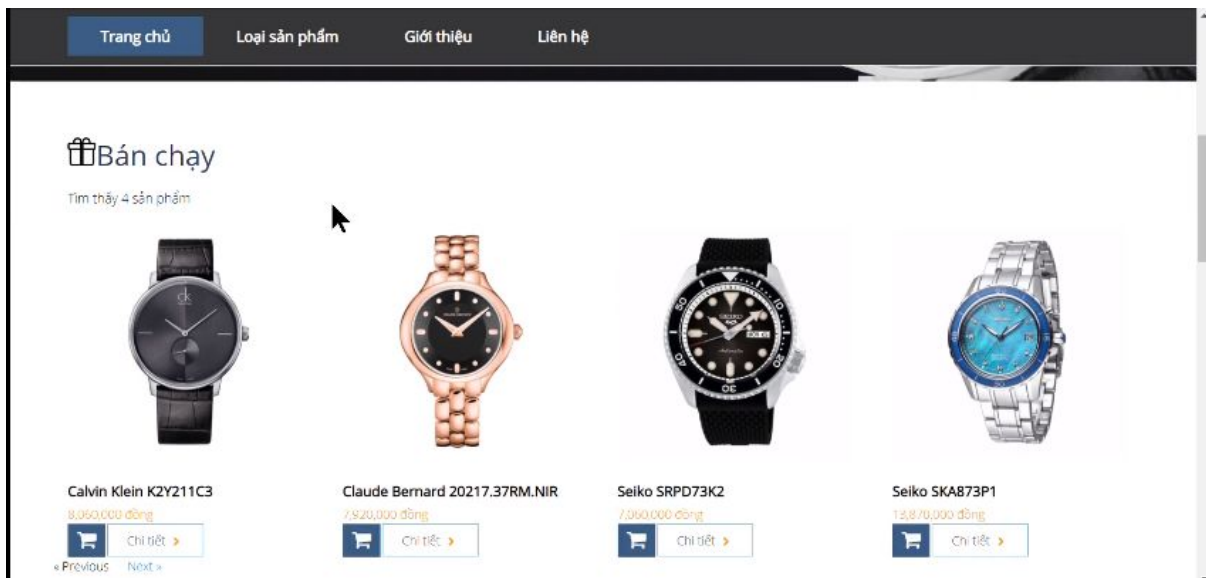 Trang chủ Loại sản phẩm Giới thiệu Liên hệ
Bán chạy
Tìm thấy 4 sản phẩm
Calvin Klein K2Y211C3 Claude Bernard 20217.37RM.NIR Seiko SRPD73K2 Seiko SKA873P1
8,060,000 đồng 7,920,000 đồng 7,060,000 đồng 13,870,000 đồng
Chi tiết Chi tiết Chi tiết Chi tiết
« Previous Next »